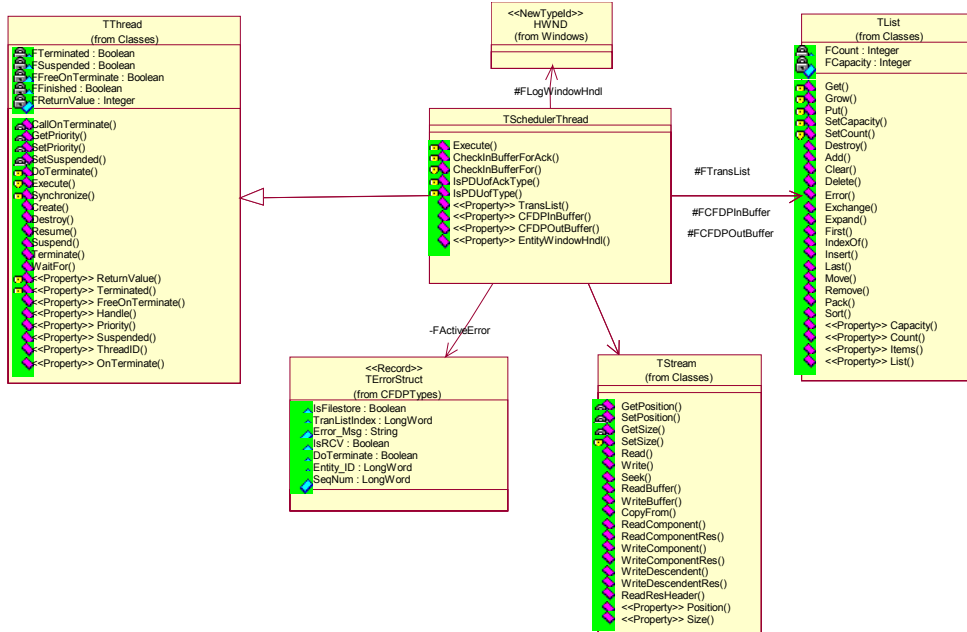 TThread
(from Classes)
FTerminated : Boolean
FSuspended : Boolean
FFreeOnTerminate : Boolean
FFinished : Boolean
FReturnValue : Integer
CallOnTerminate()
GetPriority()
SetPriority()
SetSuspended()
DoTerminate()
Execute()
Synchronize()
Create()
Destroy()
Resume()
Suspend()
Terminate()
WaitFor()
<<Property>> ReturnValue()
<<Property>> Terminated()
<<Property>> FreeOnTerminate()
<<Property>> Handle()
<<Property>> Priority()
<<Property>> Suspended()
<<Property>> ThreadID()
<<Property>> OnTerminate()
<<NewTypeId>>
HWND
(from Windows)
#FLogWindowHndl
TSchedulerThread
Execute()
CheckInBufferForAck()
CheckInBufferFor()
IsPDUofAckType()
IsPDUofType()
<<Property>> TransList()
<<Property>> CFDPInBuffer()
<<Property>> CFDPOutBuffer()
<<Property>> EntityWindowHndl()
#FTransList
#FCFDPInBuffer
#FCFDPOutBuffer
TList
(from Classes)
FCount : Integer
FCapacity : Integer
Get()
Grow()
Put()
SetCapacity()
SetCount()
Destroy()
Add()
Clear()
Delete()
Error()
Exchange()
Expand()
First()
IndexOf()
Insert()
Last()
Move()
Remove()
Pack()
Sort()
<<Property>> Capacity()
<<Property>> Count()
<<Property>> Items()
<<Property>> List()
-FActiveError
<<Record>>
TErrorStruct
(from CFDPTypes)
IsFilestore : Boolean
TranListIndex : LongWord
Error_Msg : String
IsRCV : Boolean
DoTerminate : Boolean
Entity_ID : LongWord
SeqNum : LongWord
TStream
(from Classes)
GetPosition()
SetPosition()
GetSize()
SetSize()
Read()
Write()
Seek()
ReadBuffer()
WriteBuffer()
CopyFrom()
ReadComponent()
ReadComponentRes()
WriteComponent()
WriteComponentRes()
WriteDescendent()
WriteDescendentRes()
ReadResHeader()
<<Property>> Position()
<<Property>> Size()